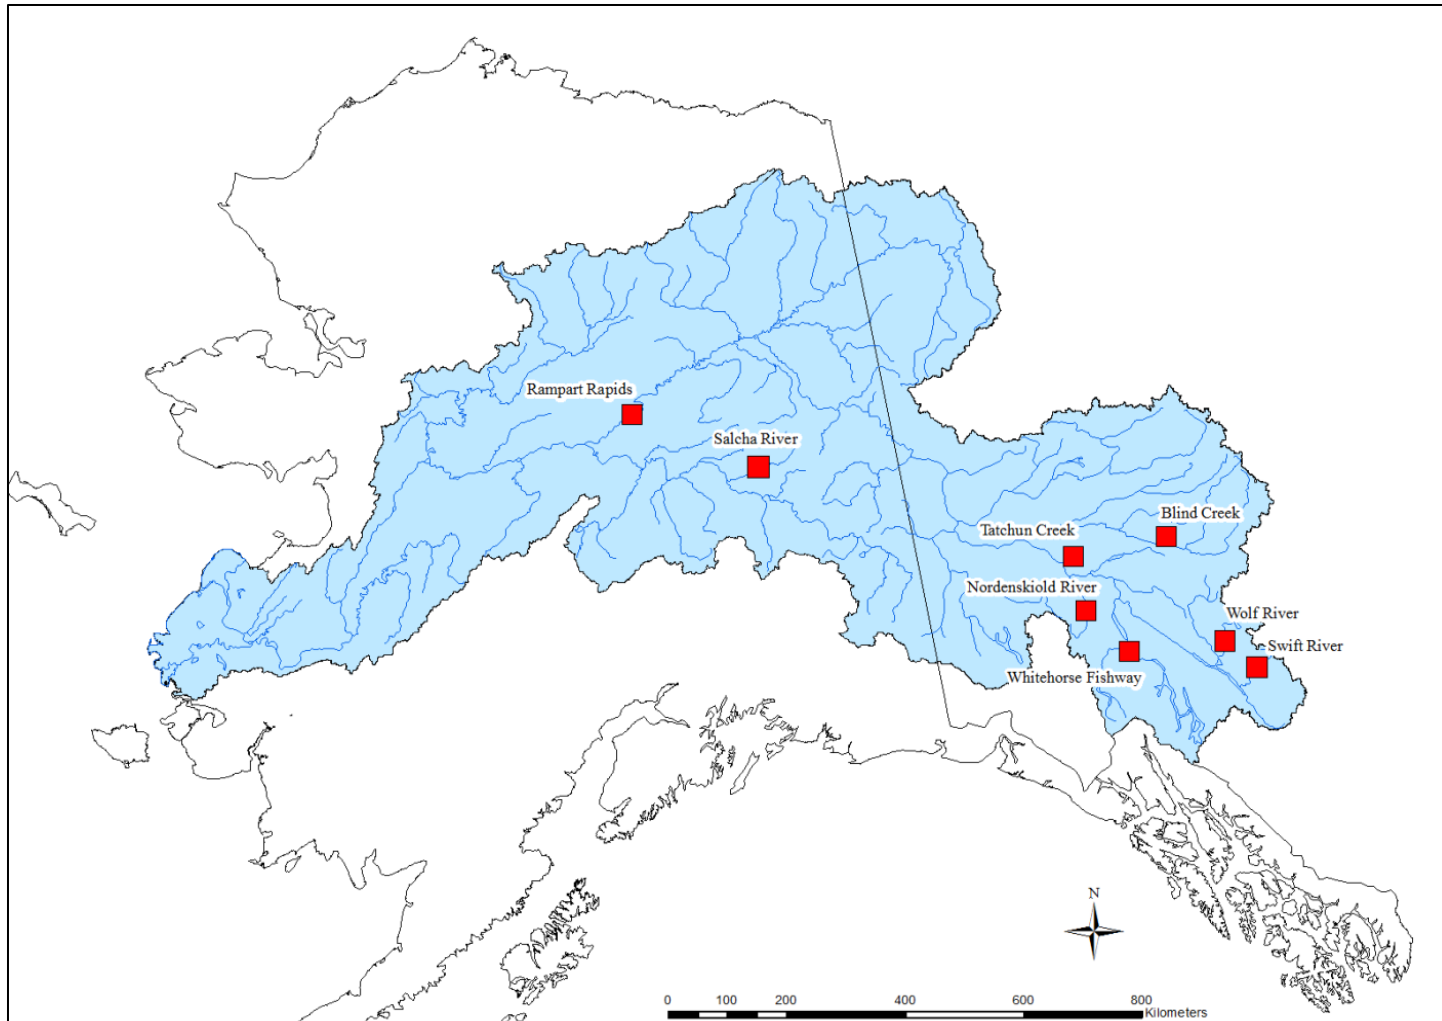 Rampart Rapids
Salcha River
Blind Creek
Tatchun Creek
Nordenskiold River
Wolf River
Swift River
Whitehorse Fishway
N
0 100 200 400 600 800
Kilometers